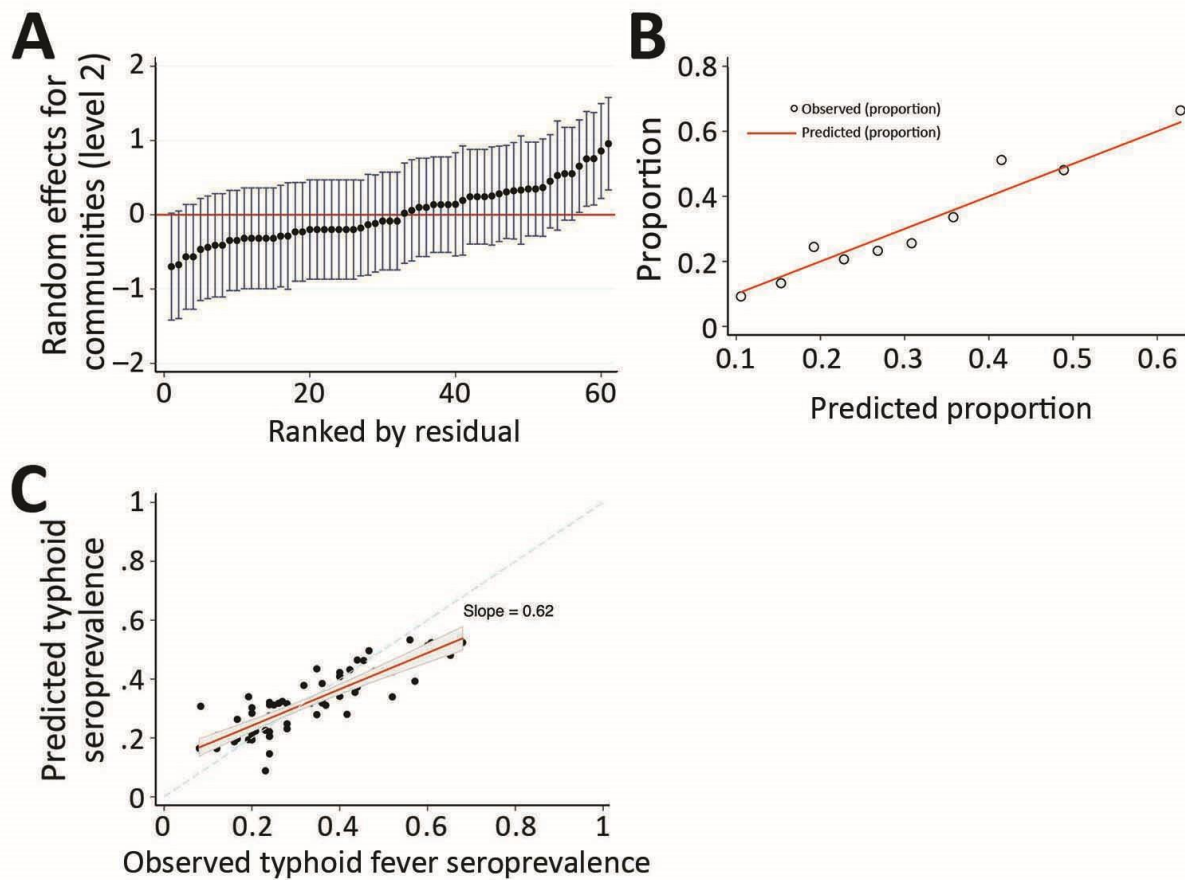 A
Random effects for
communities (level 2)
2
1
0
−1
−2
0 20 40 60
Ranked by residual
B
Proportion
0.8
0.6
0.4
0.2
0
Observed (proportion)
Predicted (proportion)
0.1 0.2 0.3 0.4 0.5 0.6
Predicted proportion
C
Predicted typhoid
seroprevalence
1
.8
.6
.4
.2
0
Slope = 0.62
0 0.2 0.4 0.6 0.8 1
Observed typhoid fever seroprevalence